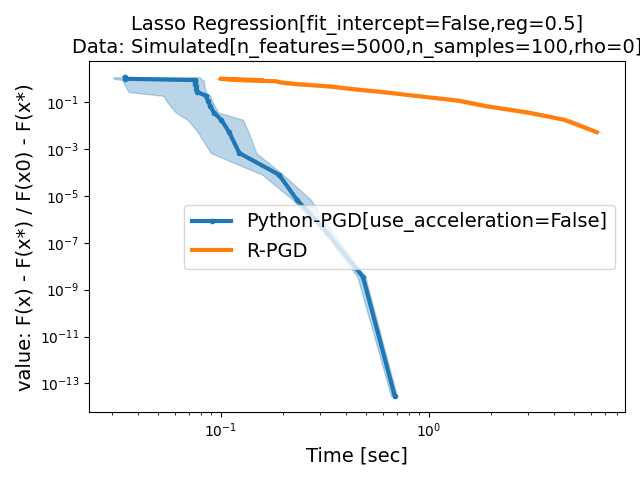 Lasso Regression[fit_intercept=False,reg=0.5]
Data: Simulated[n_features=5000,n_samples=100,rho=0]
value: F(x) - F(x*) / F(x0) - F(x*)
10⁻¹
10⁻³
10⁻⁵
10⁻⁷
10⁻⁹
10⁻¹¹
10⁻¹³
Python-PGD[use_acceleration=False]
R-PGD
10⁻¹ 10⁰
Time [sec]